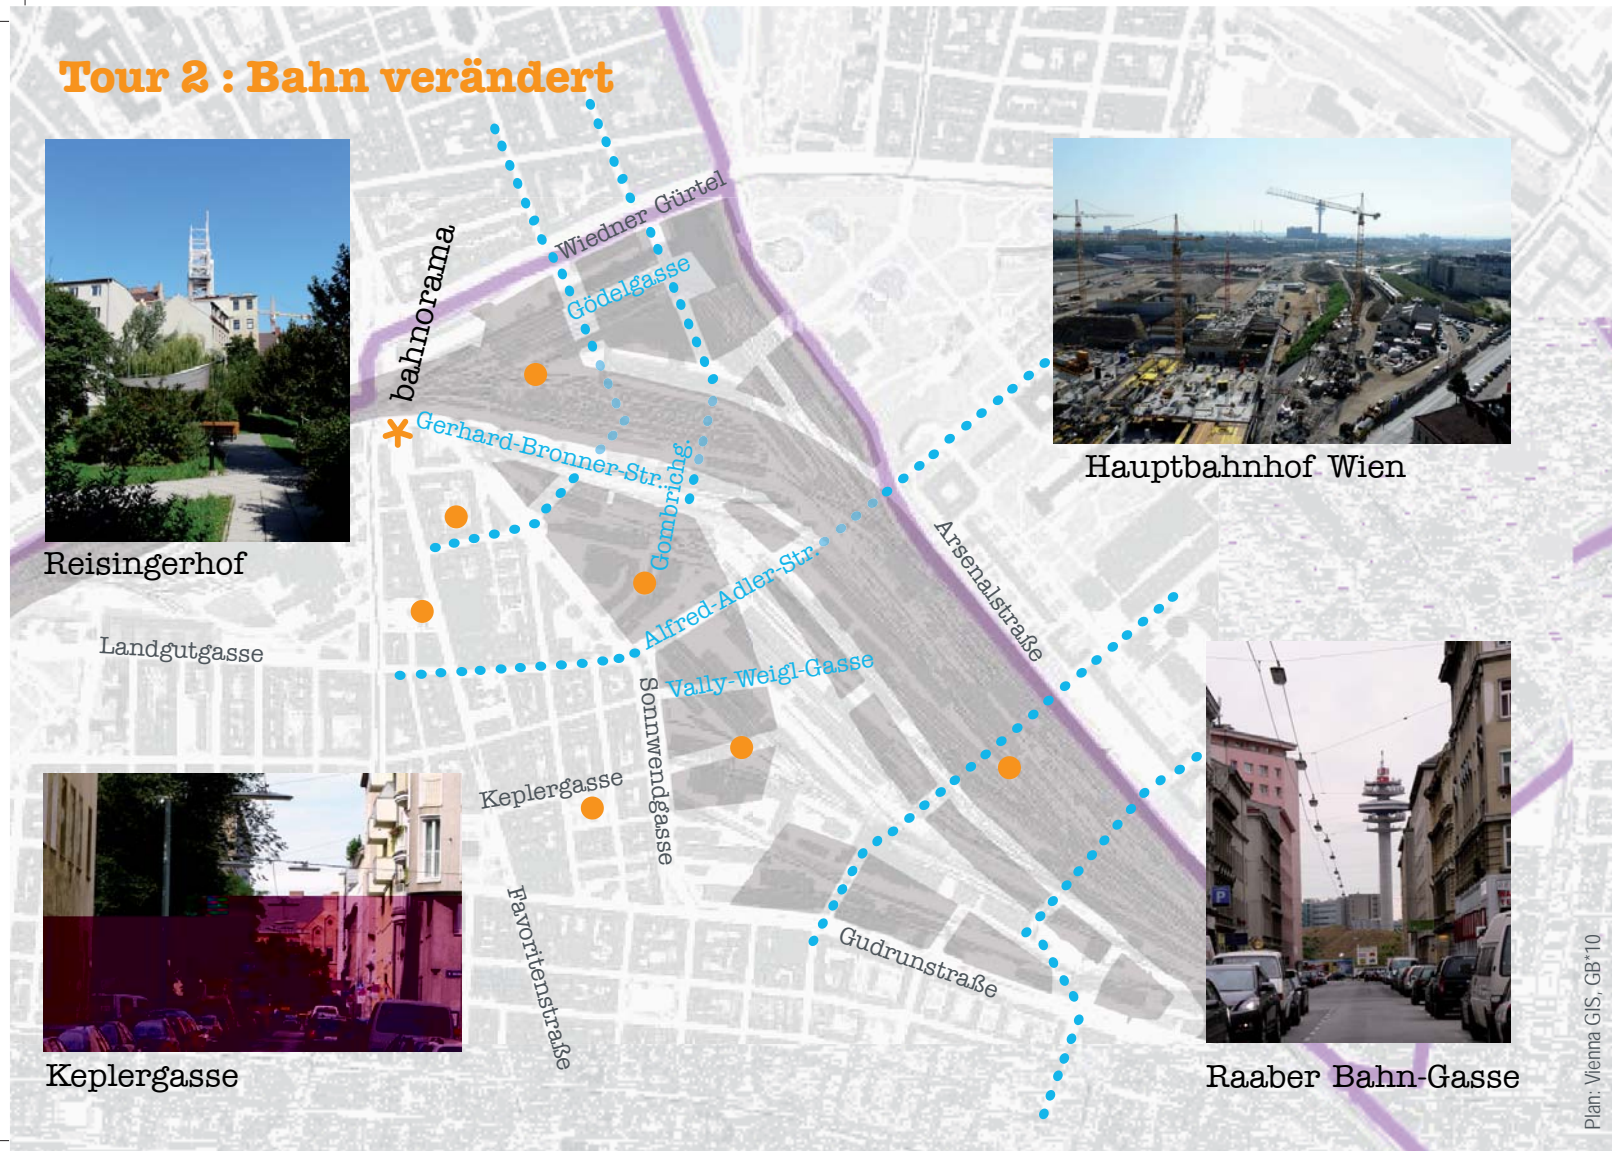 Tour 2 : Bahn verändert
Wiedner Gürtel
Gödelgasse
bahnorama
Gerhard-Bronner-Str.
Gombrichg.
Hauptbahnhof Wien
Reisingerhof
Arsenalstraße
Alfred-Adler-Str.
Landgutgasse
Vally-Weigl-Gasse
Sonnwendgasse
Keplergasse
P
Favoritenstraße
Gudrunstraße
Keplergasse
Raaber Bahn-Gasse
Plan: Vienna GIS, GB*10